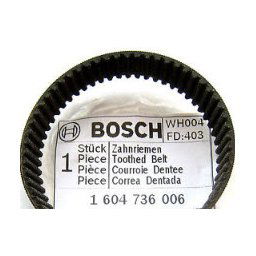 BOSCH
WH004
FD:403
1
Stück Zahnriemen
Piece Toothed Belt
Pièce Courroie Dentee
Piece Correa Dentada
1 604 736 006